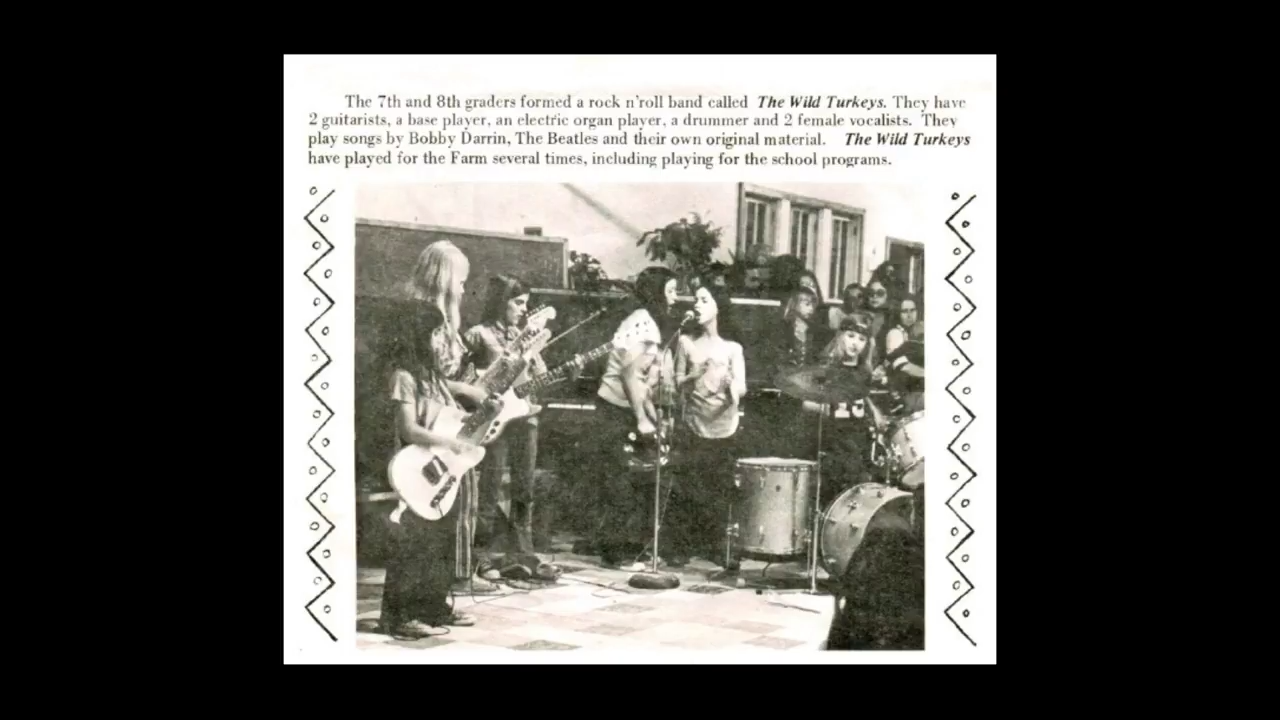 The 7th and 8th graders formed a rock n'roll band called The Wild Turkeys. They have
2 guitarists, a base player, an electric organ player, a drummer and 2 female vocalists. They
play songs by Bobby Darrin, The Beatles and their own original material. The Wild Turkeys
have played for the Farm several times, including playing for the school programs.